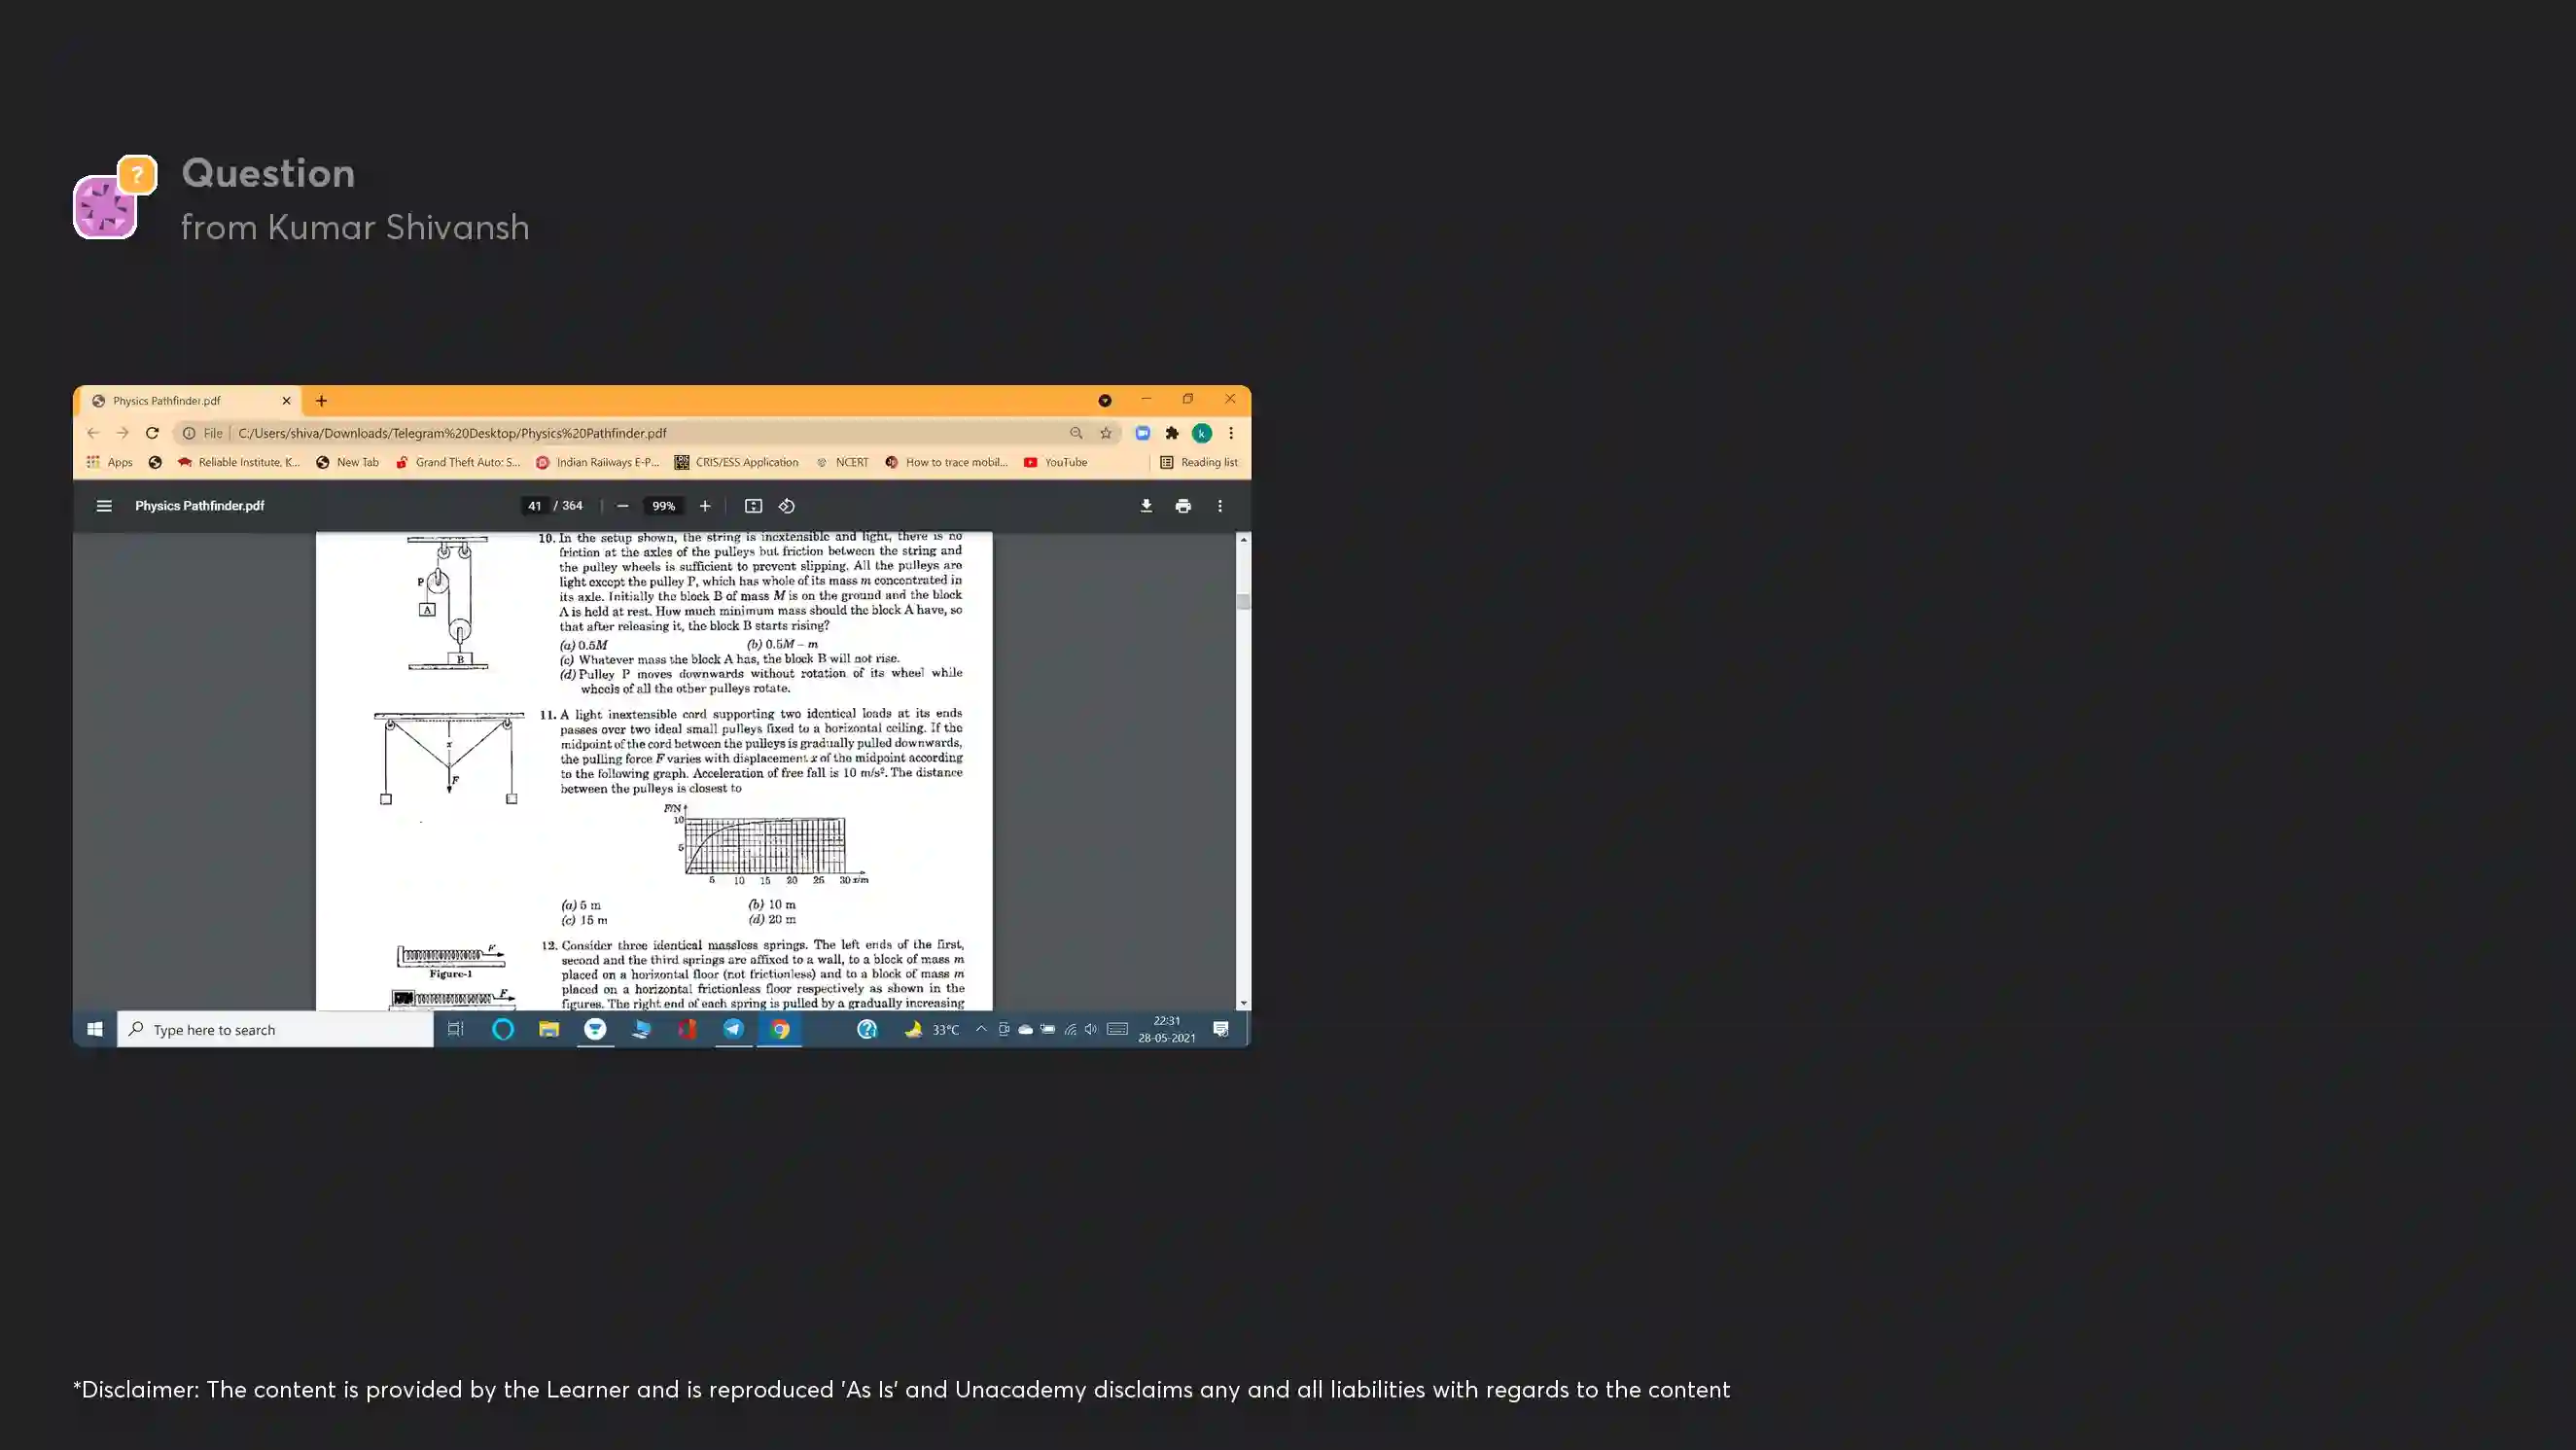 Question
from Kumar Shivansh
Physics Pathfinder.pdf
File C:/Users/shiva/Downloads/Telegram%20Desktop/Physics%20Pathfinder.pdf
k
Apps Reliable Institute, K... New Tab Grand Theft Auto: S... Indian Railways E-P... CRIS/ESS Application NCERT How to trace mobil... YouTube Reading list
Physics Pathfinder.pdf 41 / 364 99%
10. In the setup shown, the string is inextensible and light, there is no
friction at the axles of the pulleys but friction between the string and
the pulley wheels is sufficient to prevent slipping. All the pulleys are
light except the pulley P, which has whole of its mass m concentrated in
its axle. Initially the block B of mass M is on the ground and the block
A is held at rest. How much minimum mass should the block A have, so
that after releasing it, the block B starts rising?
(a) 0.5M (b) 0.5M – m
(c) Whatever mass the block A has, the block B will not rise.
(d) Pulley P moves downwards without rotation of its wheel while
wheels of all the other pulleys rotate.
P
A
B
11. A light inextensible cord supporting two identical loads at its ends
passes over two ideal small pulleys fixed to a horizontal ceiling. If the
midpoint of the cord between the pulleys is gradually pulled downwards,
the pulling force F varies with displacement x of the midpoint according
to the following graph. Acceleration of free fall is 10 m/s². The distance
between the pulleys is closest to
x
F
F/N
10
5
5 10 15 20 25 30 x/m
(a) 5 m (b) 10 m
(c) 15 m (d) 20 m
12. Consider three identical massless springs. The left ends of the first,
second and the third springs are affixed to a wall, to a block of mass m
placed on a horizontal floor (not frictionless) and to a block of mass m
placed on a horizontal frictionless floor respectively as shown in the
figures. The right end of each spring is pulled by a gradually increasing
F
Figure-1
F
Type here to search 33°C 22:31
28-05-2021
*Disclaimer: The content is provided by the Learner and is reproduced 'As Is' and Unacademy disclaims any and all liabilities with regards to the content